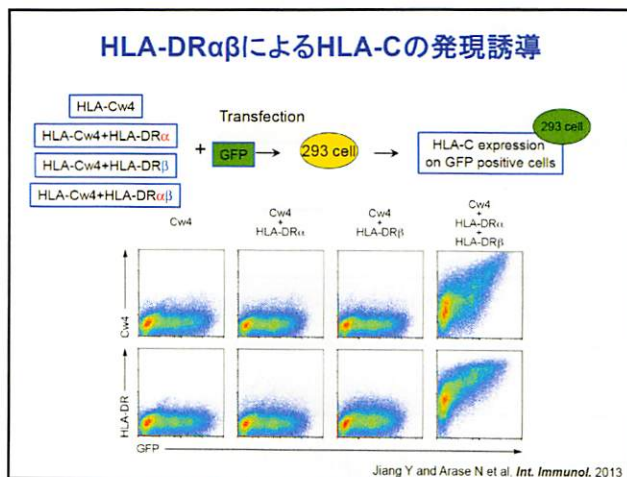 HLA-DRαβによるHLA-Cの発現誘導
HLA-Cw4
HLA-Cw4+HLA-DRα
HLA-Cw4+HLA-DRβ
HLA-Cw4+HLA-DRαβ
+
Transfection
GFP
293 cell
HLA-C expression
on GFP positive cells
293 cell
Cw4
Cw4
+
HLA-DRα
Cw4
+
HLA-DRβ
Cw4
+
HLA-DRα
+
HLA-DRβ
Cw4
HLA-DR
GFP
Jiang Y and Arase N et al. Int. Immunol. 2013